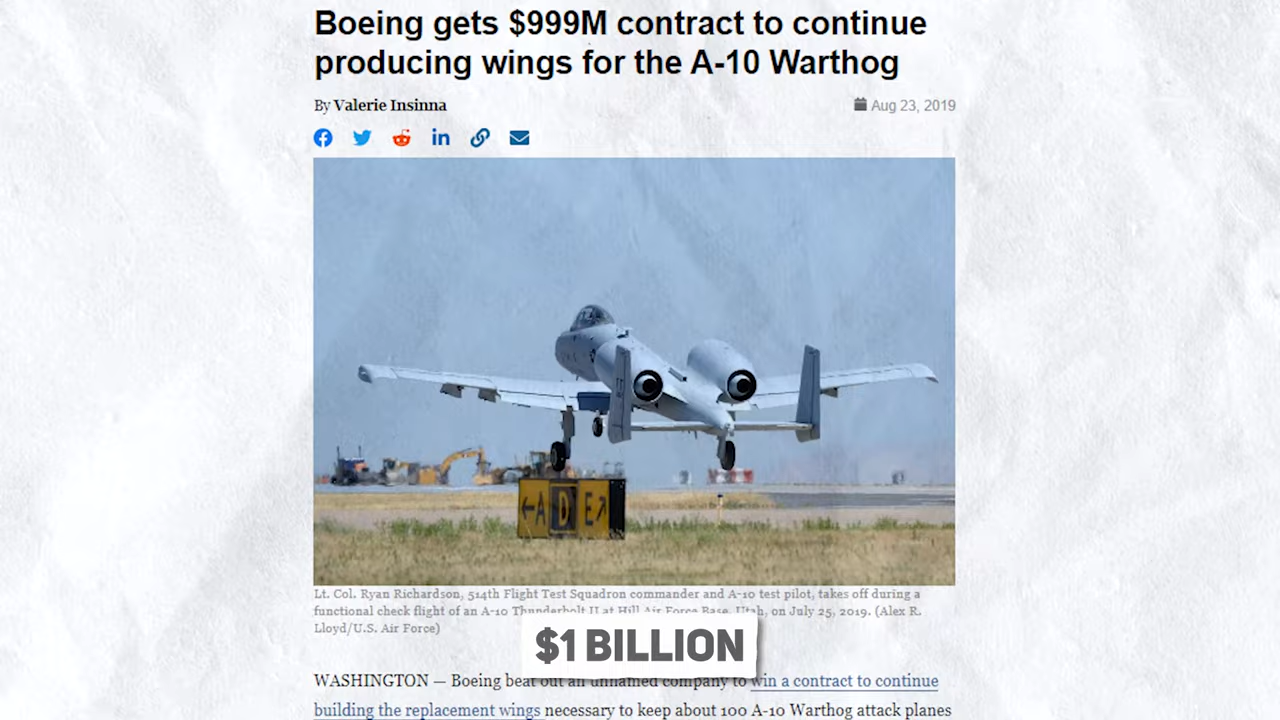 Boeing gets $999M contract to continue
producing wings for the A-10 Warthog
By Valerie Insinna
Aug 23, 2019
←A D E↗
Lt. Col. Ryan Richardson, 514th Flight Test Squadron commander and A-10 test pilot, takes off during a
functional check flight of an A-10 Thunderbolt II at Hill Air Force Base, Utah, on July 25, 2019. (Alex R.
Lloyd/U.S. Air Force)
$1 BILLION
WASHINGTON — Boeing beat out an unnamed company to win a contract to continue
building the replacement wings necessary to keep about 100 A-10 Warthog attack planes